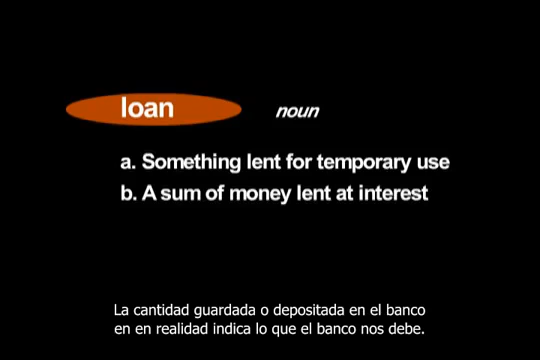 loan noun
a. Something lent for temporary use
b. A sum of money lent at interest
La cantidad guardada o depositada en el banco
en en realidad indica lo que el banco nos debe.